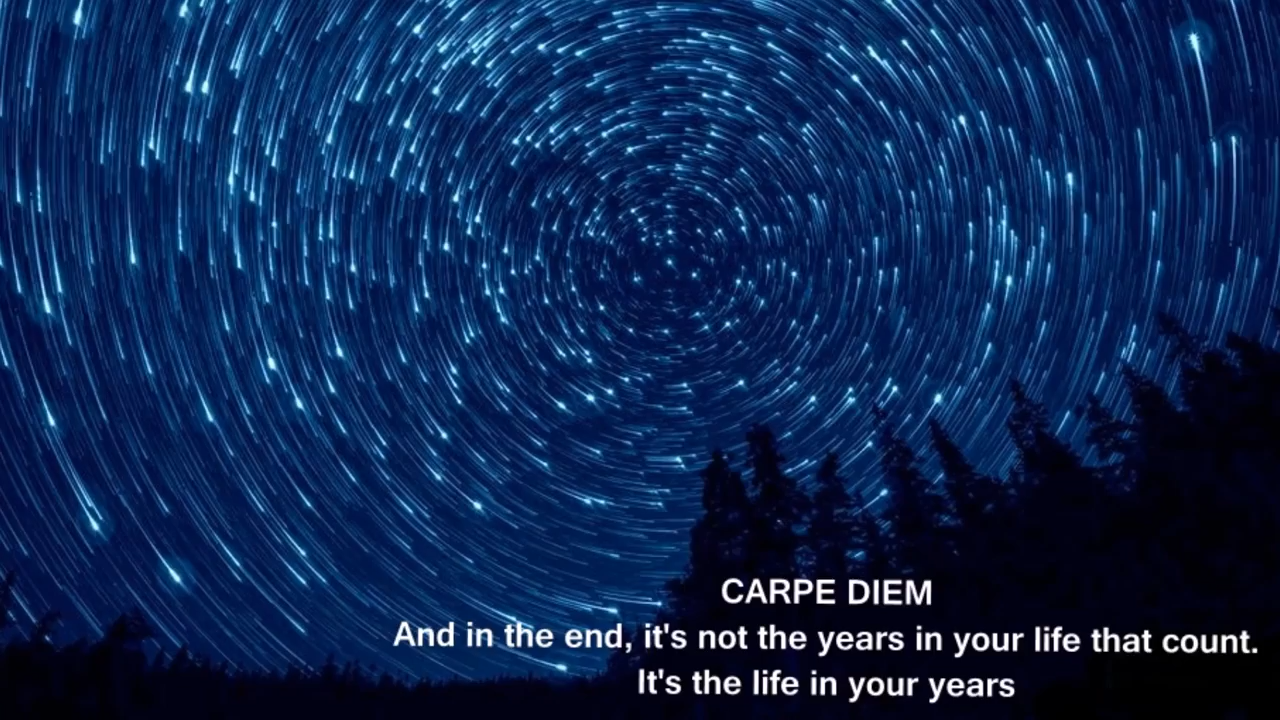 CARPE DIEM
And in the end, it's not the years in your life that count.
It's the life in your years